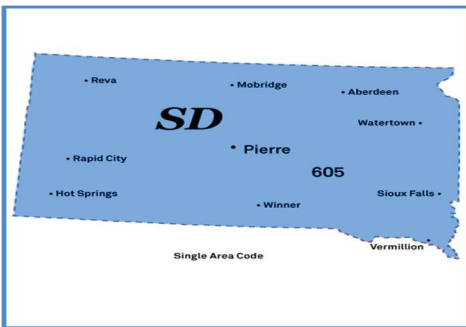 Reva
Mobridge
Aberdeen
SD
Watertown
Pierre
Rapid City
605
Hot Springs
Sioux Falls
Winner
Vermillion
Single Area Code